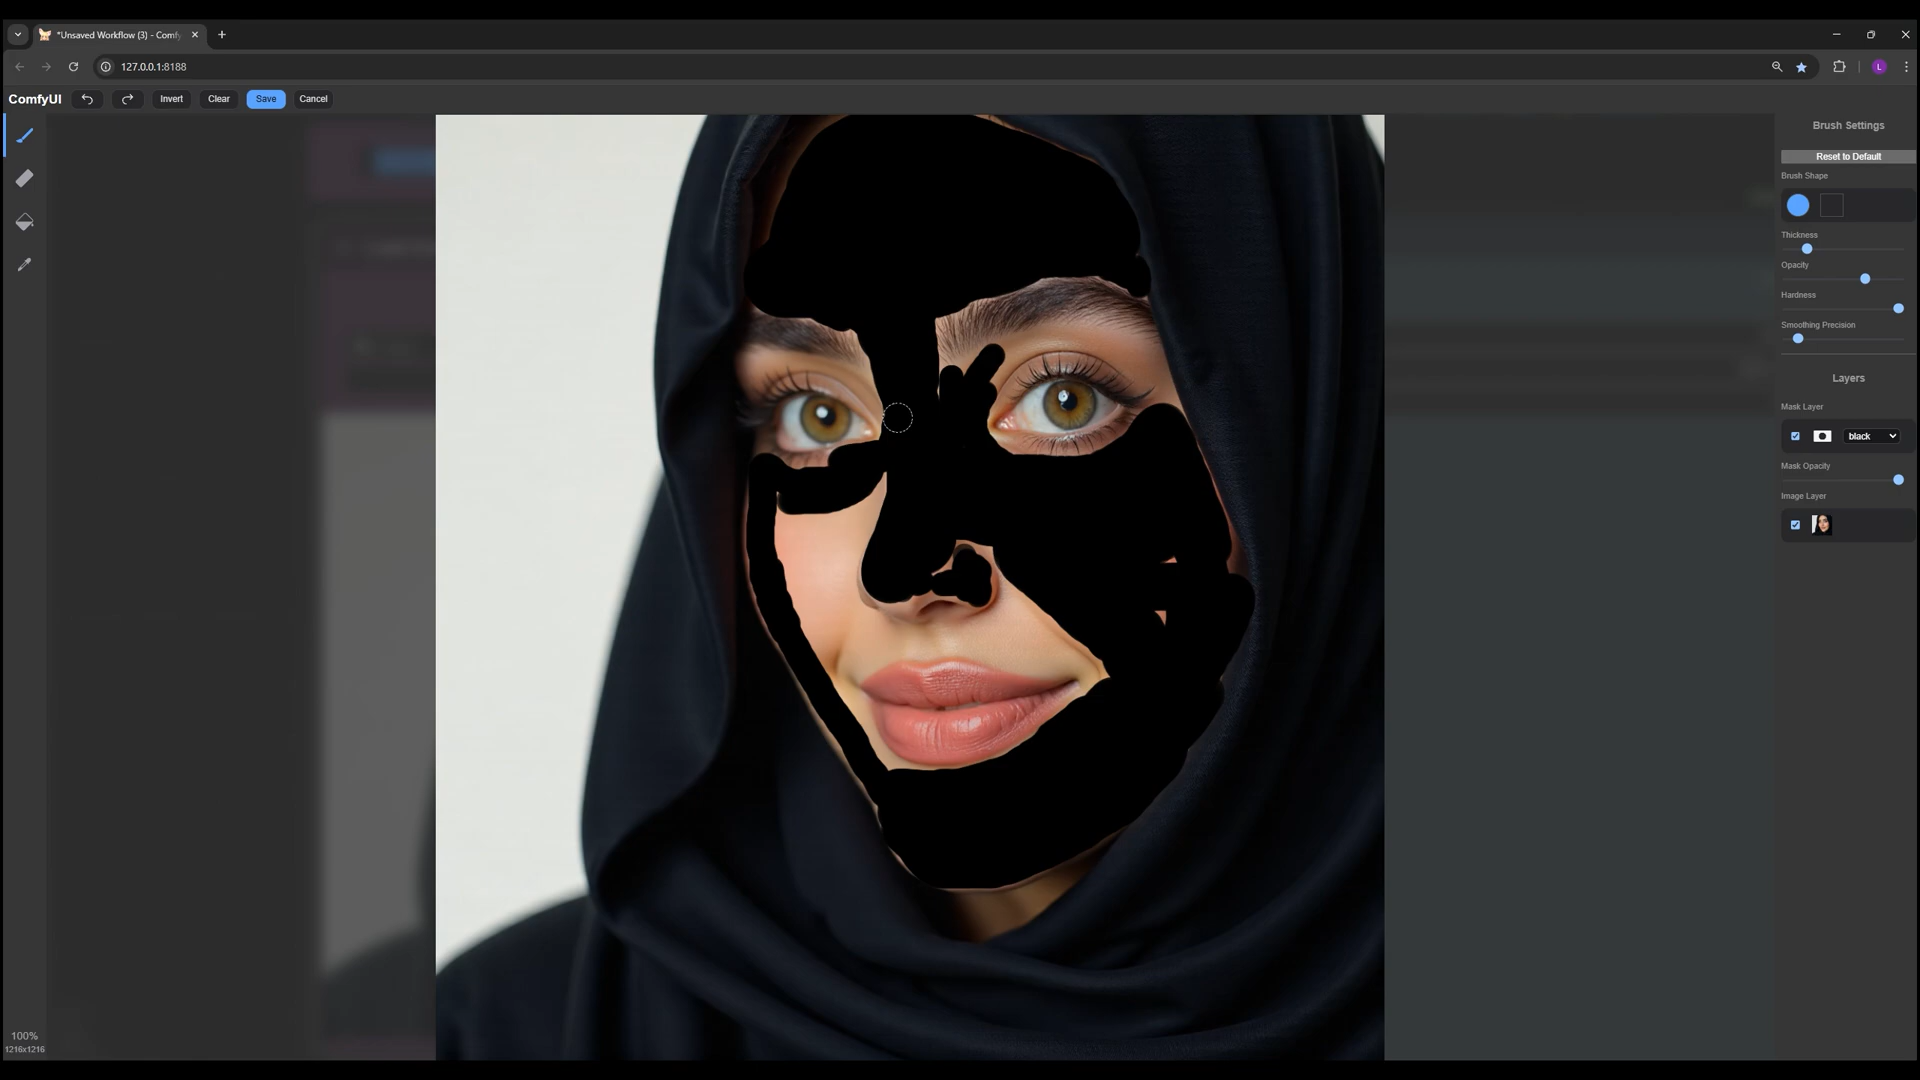 *Unsaved Workflow (3) - Comfy
127.0.0.1:8188
L
ComfyUI
Invert
Clear
Save
Cancel
Brush Settings
Reset to Default
Brush Shape
Thickness
Opacity
Hardness
Smoothing Precision
Layers
Mask Layer
black
Mask Opacity
Image Layer
100%
1216x1216